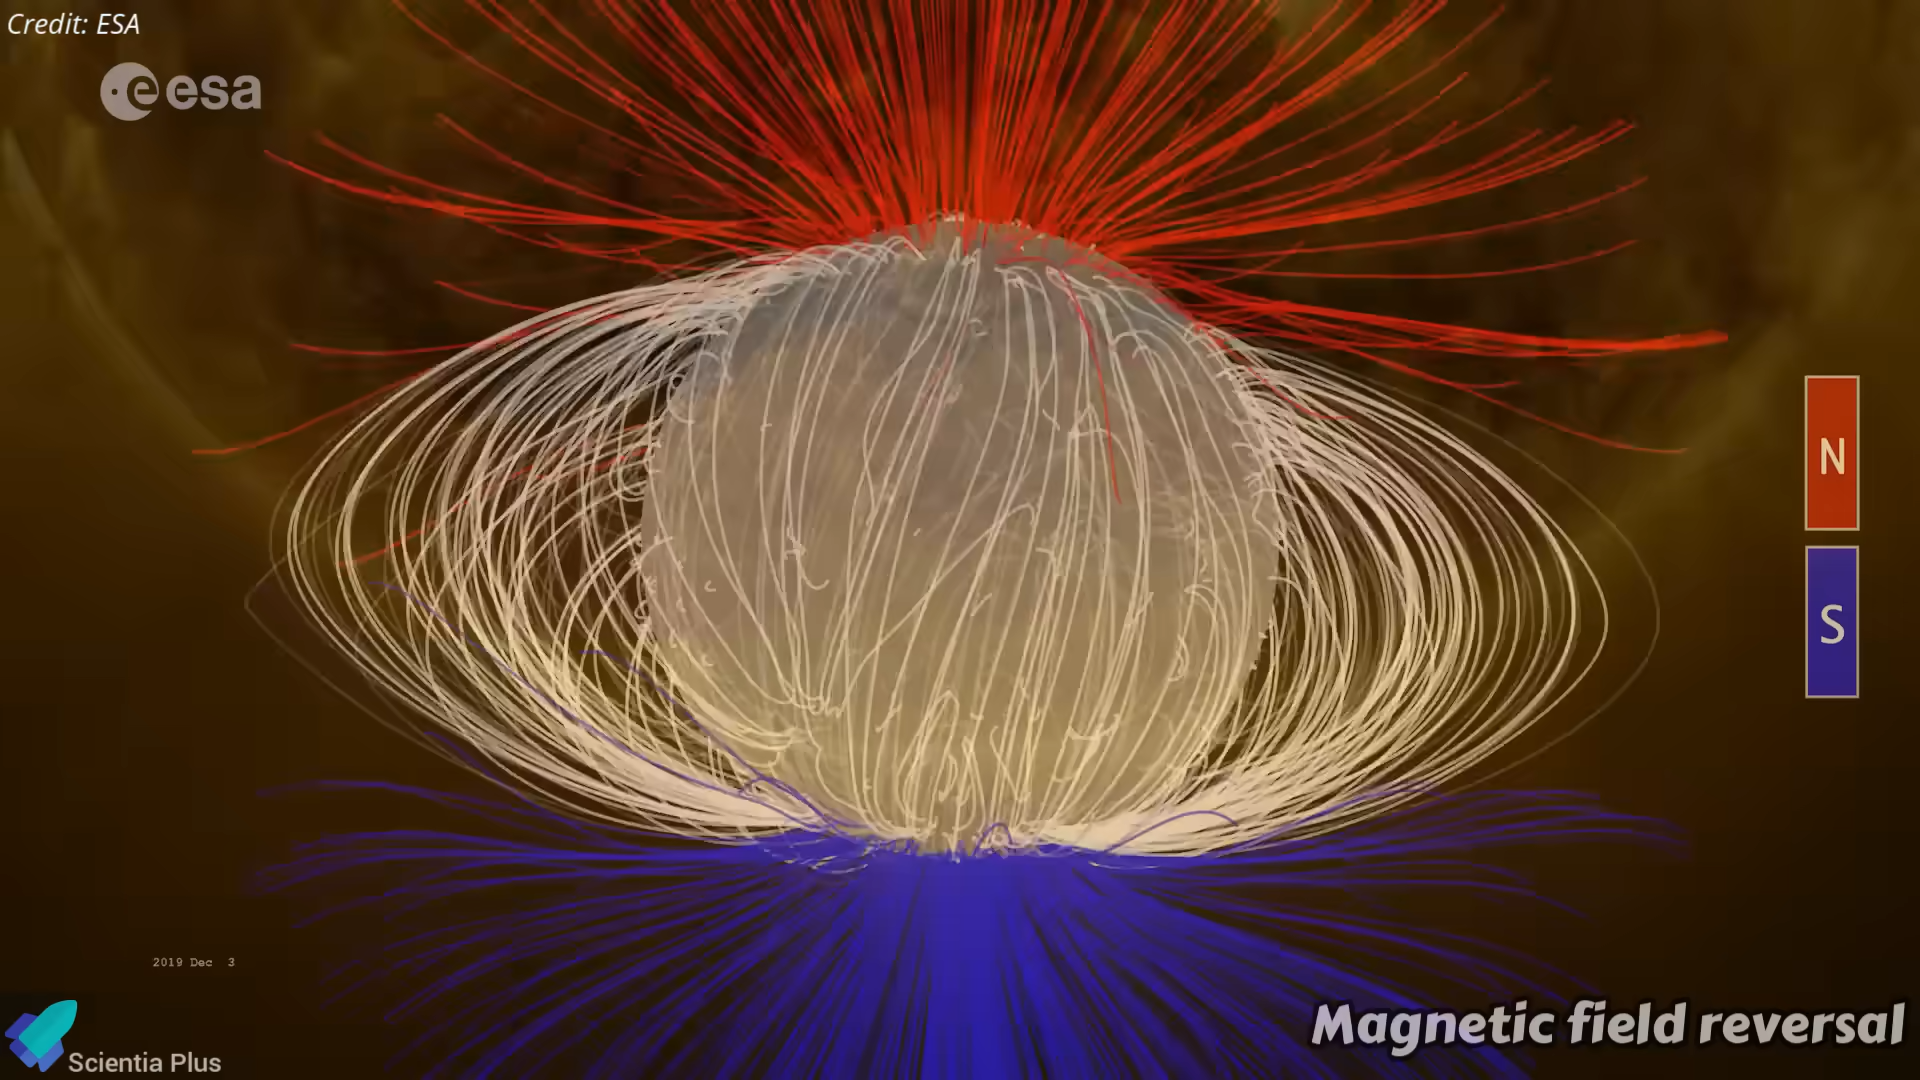 Credit: ESA
esa
N
S
2019 Dec 3
Magnetic field reversal
Scientia Plus